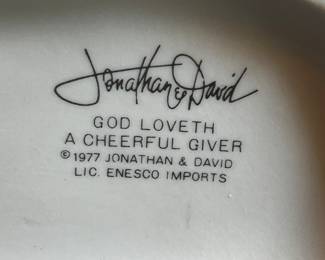 Jonathan & David
GOD LOVETH
A CHEERFUL GIVER
© 1977 JONATHAN & DAVID
LIC. ENESCO IMPORTS